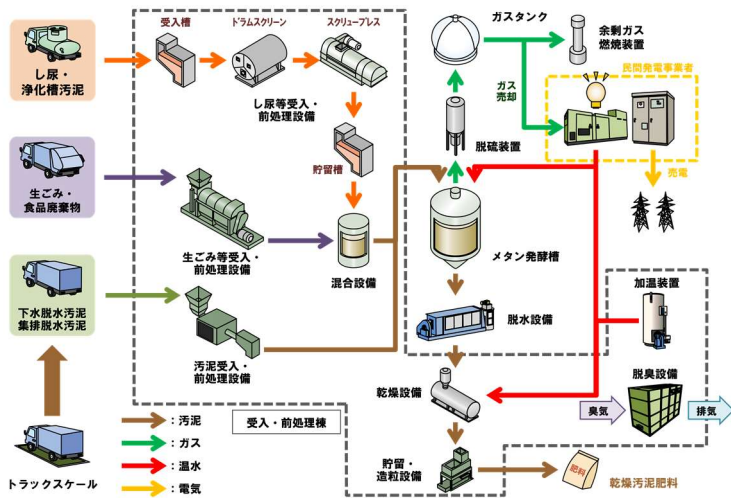 受入槽
ドラムスクリーン
スクリュープレス
ガスタンク
余剰ガス
燃焼装置
し尿・
浄化槽汚泥
し尿等受入・
前処理設備
ガス
売却
民間発電事業者
脱硫装置
貯留槽
売電
生ごみ・
食品廃棄物
生ごみ等受入・
前処理設備
混合設備
メタン発酵槽
加温装置
下水脱水汚泥
集排脱水汚泥
汚泥受入・
前処理設備
脱水設備
脱臭設備
乾燥設備
臭気
排気
:汚泥
:ガス
:温水
:電気
受入・前処理棟
トラックスケール
貯留・
造粒設備
肥料
乾燥汚泥肥料